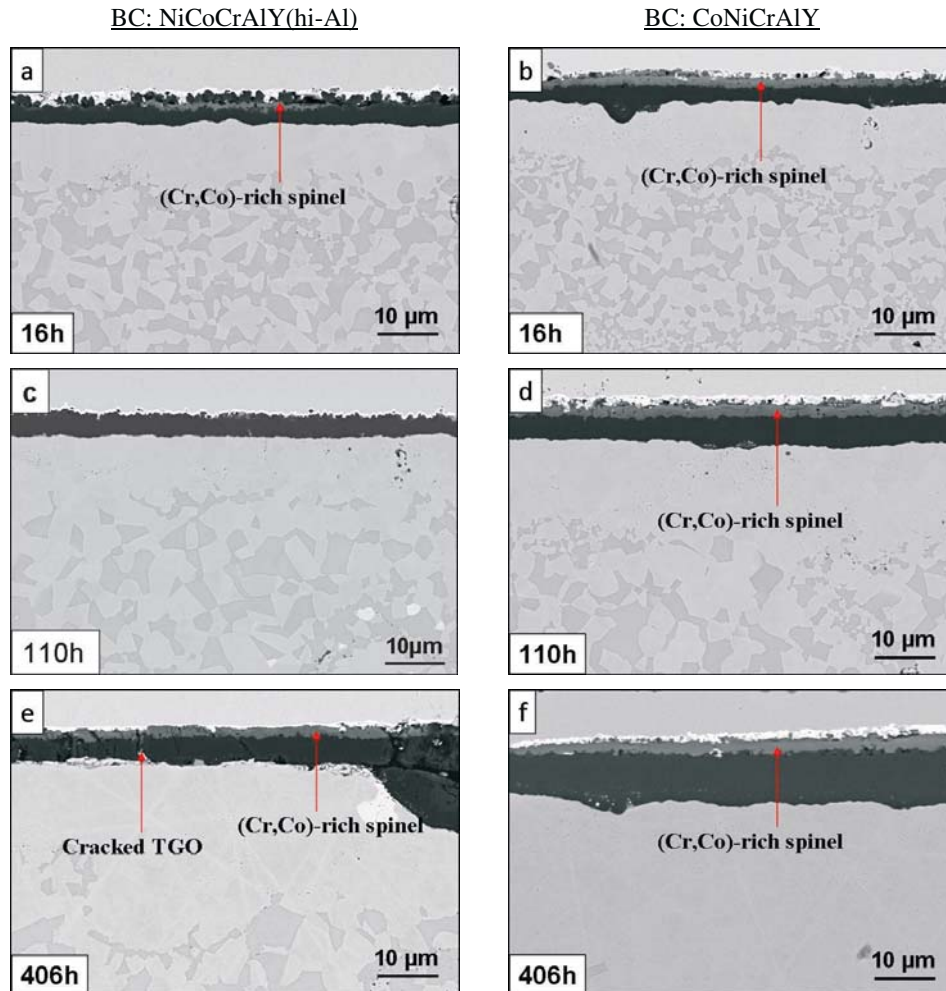 BC: NiCoCrAlY(hi-Al)
BC: CoNiCrAlY
a
(Cr,Co)-rich spinel
16h
10 µm
b
(Cr,Co)-rich spinel
16h
10 µm
c
110h
10µm
d
(Cr,Co)-rich spinel
110h
10 µm
e
Cracked TGO
(Cr,Co)-rich spinel
406h
10 µm
f
(Cr,Co)-rich spinel
406h
10 µm